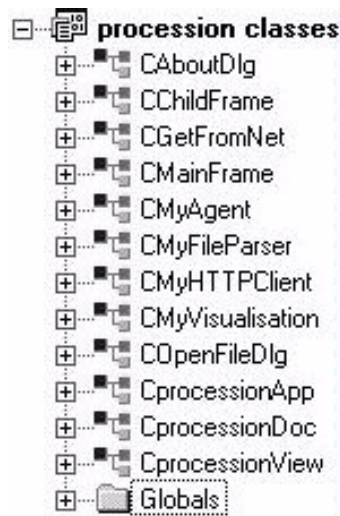 procession classes
CAboutDlg
CChildFrame
CGetFromNet
CMainFrame
CMyAgent
CMyFileParser
CMyHTTPClient
CMyVisualisation
COpenFileDlg
CprocessionApp
CprocessionDoc
CprocessionView
Globals